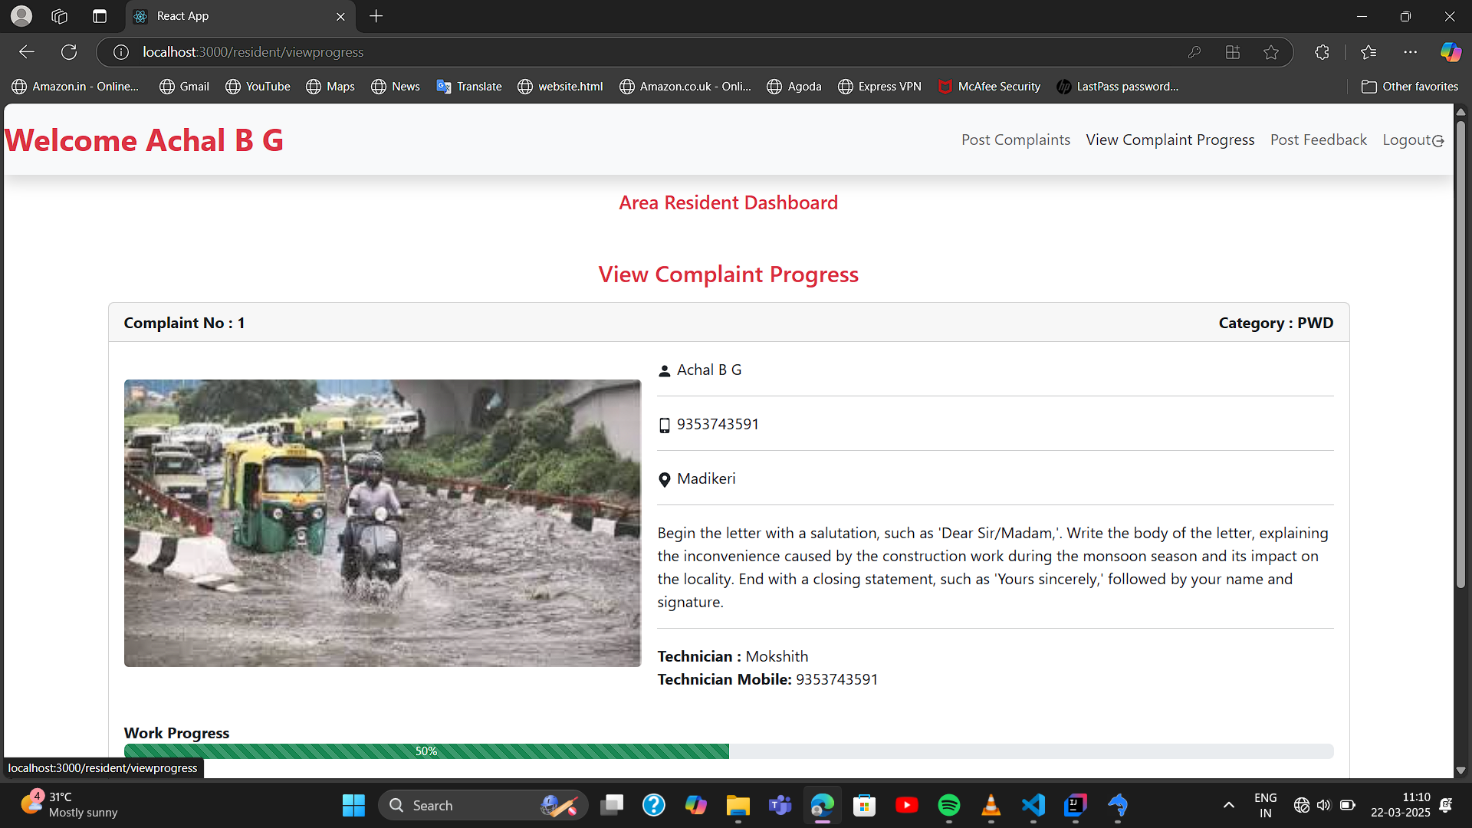 React App
localhost:3000/resident/viewprogress
Amazon.in - Online...
Gmail
YouTube
Maps
News
Translate
website.html
Amazon.co.uk - Onli...
Agoda
Express VPN
McAfee Security
LastPass password...
Other favorites
Welcome Achal B G
Post Complaints
View Complaint Progress
Post Feedback
Logout
Area Resident Dashboard
View Complaint Progress
Complaint No : 1
Category : PWD
Achal B G
9353743591
Madikeri
Begin the letter with a salutation, such as 'Dear Sir/Madam,'. Write the body of the letter, explaining
the inconvenience caused by the construction work during the monsoon season and its impact on
the locality. End with a closing statement, such as 'Yours sincerely,' followed by your name and
signature.
Technician : Mokshith
Technician Mobile: 9353743591
Work Progress
50%
localhost:3000/resident/viewprogress
4
31°C
Mostly sunny
Search
ENG
IN
11:10
22-03-2025